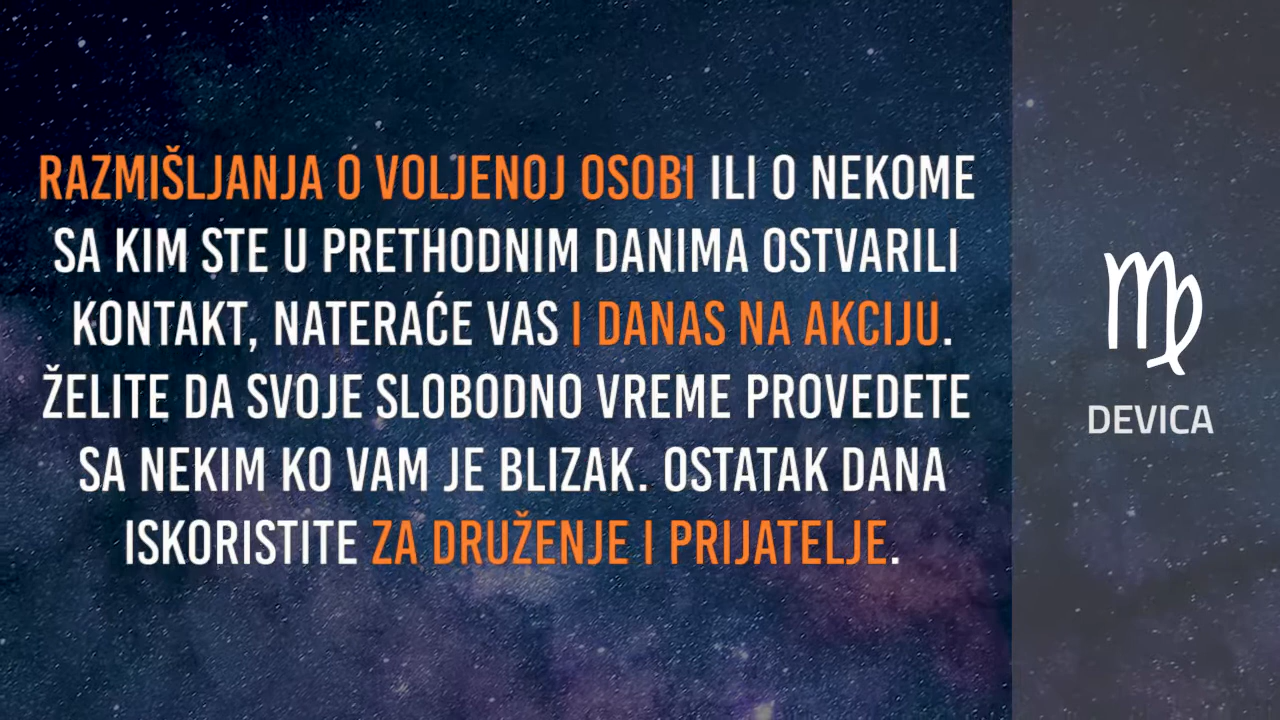 RAZMIŠLJANJA O VOLJENOJ OSOBI ILI O NEKOME
SA KIM STE U PRETHODNIM DANIMA OSTVARILI
KONTAKT, NATERAĆE VAS I DANAS NA AKCIJU.
ŽELITE DA SVOJE SLOBODNO VREME PROVEDETE
SA NEKIM KO VAM JE BLIZAK. OSTATAK DANA
ISKORISTITE ZA DRUŽENJE I PRIJATELJE.
DEVICA